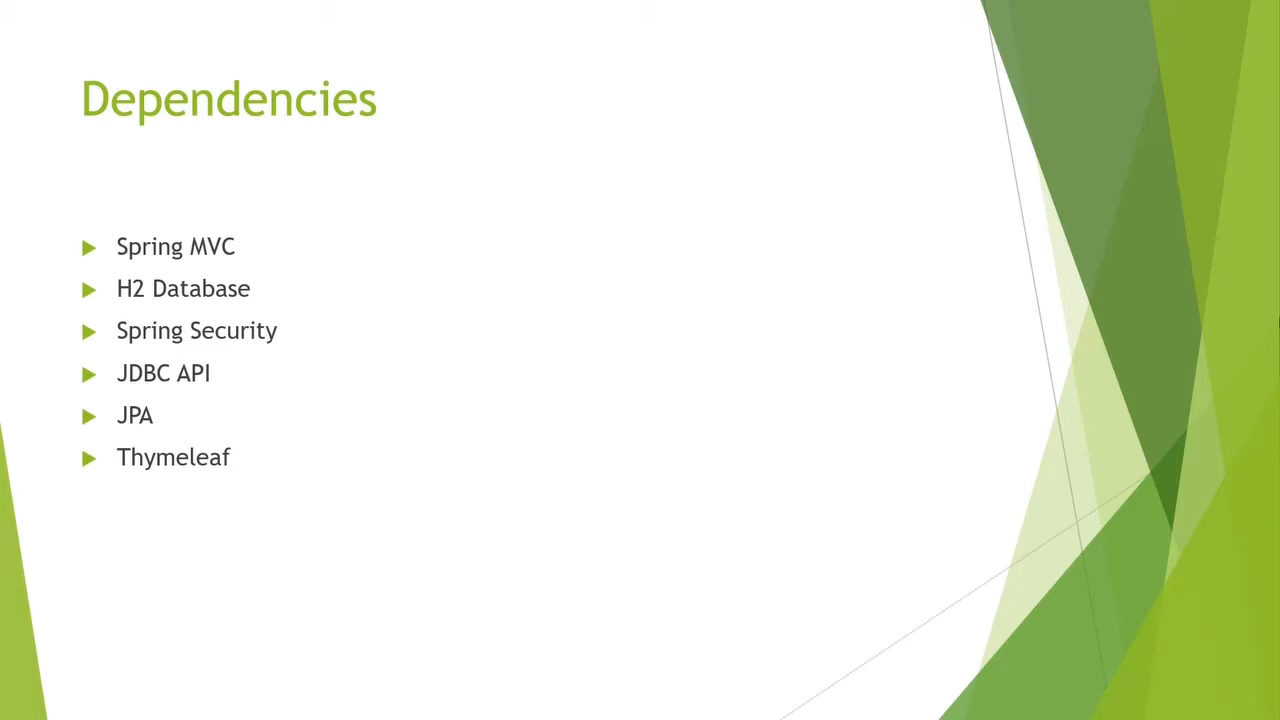 Dependencies
Spring MVC
H2 Database
Spring Security
JDBC API
JPA
Thymeleaf